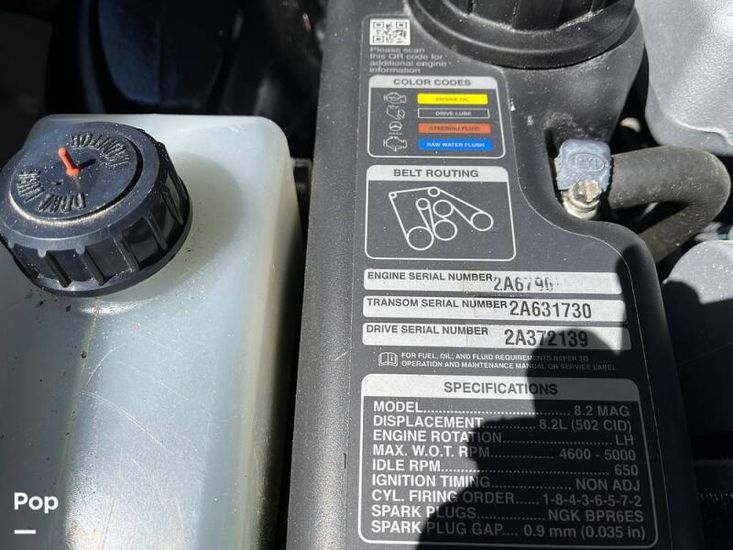 Please scan
this QR code for
additional engine
information
COLOR CODES
ENGINE OIL
DRIVE LUBE
STEERING FLUID
RAW WATER FLUSH
BELT ROUTING
ENGINE SERIAL NUMBER 2A6790
TRANSOM SERIAL NUMBER 2A631730
DRIVE SERIAL NUMBER 2A372139
FOR FUEL, OIL, AND FLUID REQUIREMENTS REFER TO
OPERATION AND MAINTENANCE MANUAL OR SERVICE LABEL.
SPECIFICATIONS
MODEL 8.2 MAG
DISPLACEMENT 8.2L (502 CID)
ENGINE ROTATION LH
MAX. W.O.T. RPM 4600 - 5000
IDLE RPM 650
IGNITION TIMING NON ADJ
CYL. FIRING ORDER 1-8-4-3-6-5-7-2
SPARK PLUGS NGK BPR6ES
SPARK PLUG GAP 0.9 mm (0.035 in)
Pop